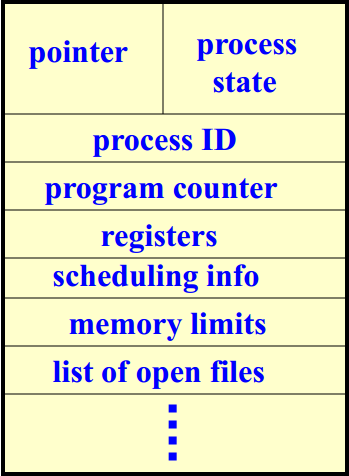 pointer
process
state
process ID
program counter
registers
scheduling info
memory limits
list of open files